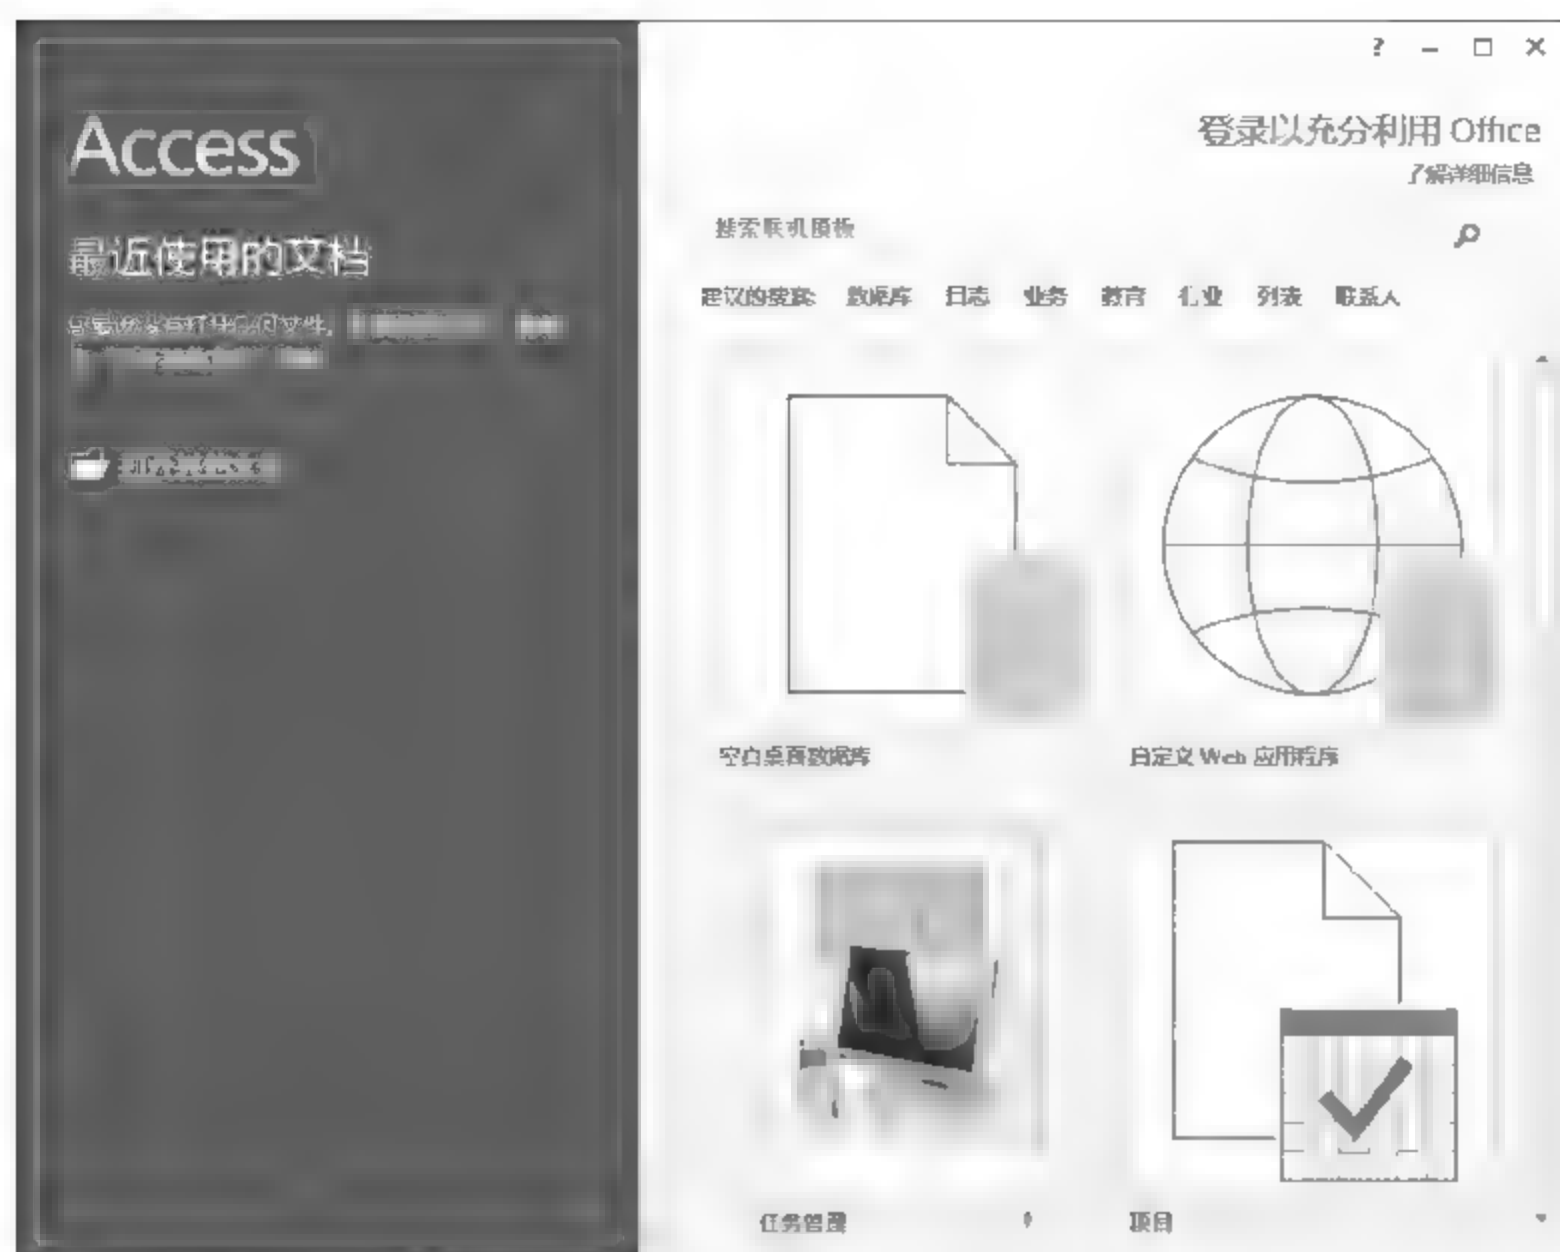 ?
登录以充分利用 Office
了解详细信息
Access
最近使用的文档
搜索联机模板
建议的搜索: 数据库 日志 业务 教育 行业 列表 联系人
空白桌面数据库
自定义 Web 应用程序
任务管理
项目